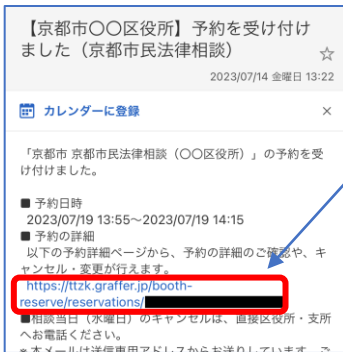 【京都市〇〇区役所】予約を受け付け
ました（京都市民法律相談）
2023/07/14 金曜日 13:22
カレンダーに登録
「京都市 京都市民法律相談（〇〇区役所）」の予約を受
け付けました。
■ 予約日時
2023/07/19 13:55～2023/07/19 14:15
■ 予約の詳細
以下の予約詳細ページから、予約の詳細のご確認や、キ
ャンセル・変更が行えます。
https://ttzk.graffer.jp/booth-
reserve/reservations/
■相談当日（水曜日）のキャンセルは、直接区役所・支所
へお電話ください。
※本メールは送信専用アドレスからお送りしています。ご